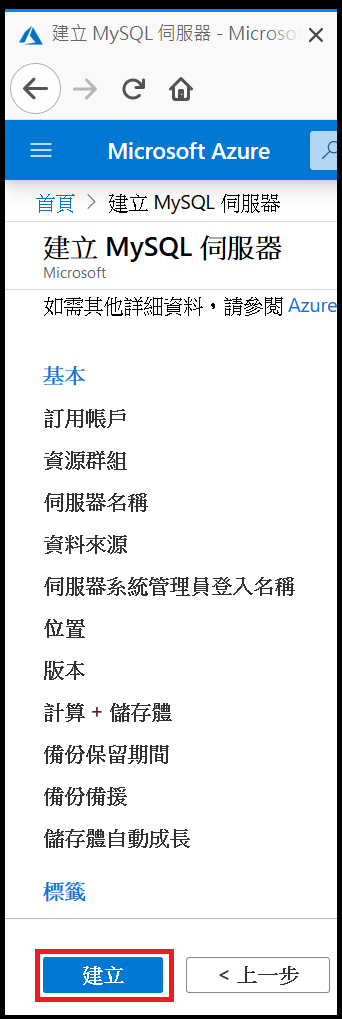 建立 MySQL 伺服器 - Microso
Microsoft Azure
首頁 > 建立 MySQL 伺服器
建立 MySQL 伺服器
Microsoft
如需其他詳細資料，請參閱 Azure
基本
訂用帳戶
資源群組
伺服器名稱
資料來源
伺服器系統管理員登入名稱
位置
版本
計算 + 儲存體
備份保留期間
備份備援
儲存體自動成長
標籤
建立 < 上一步